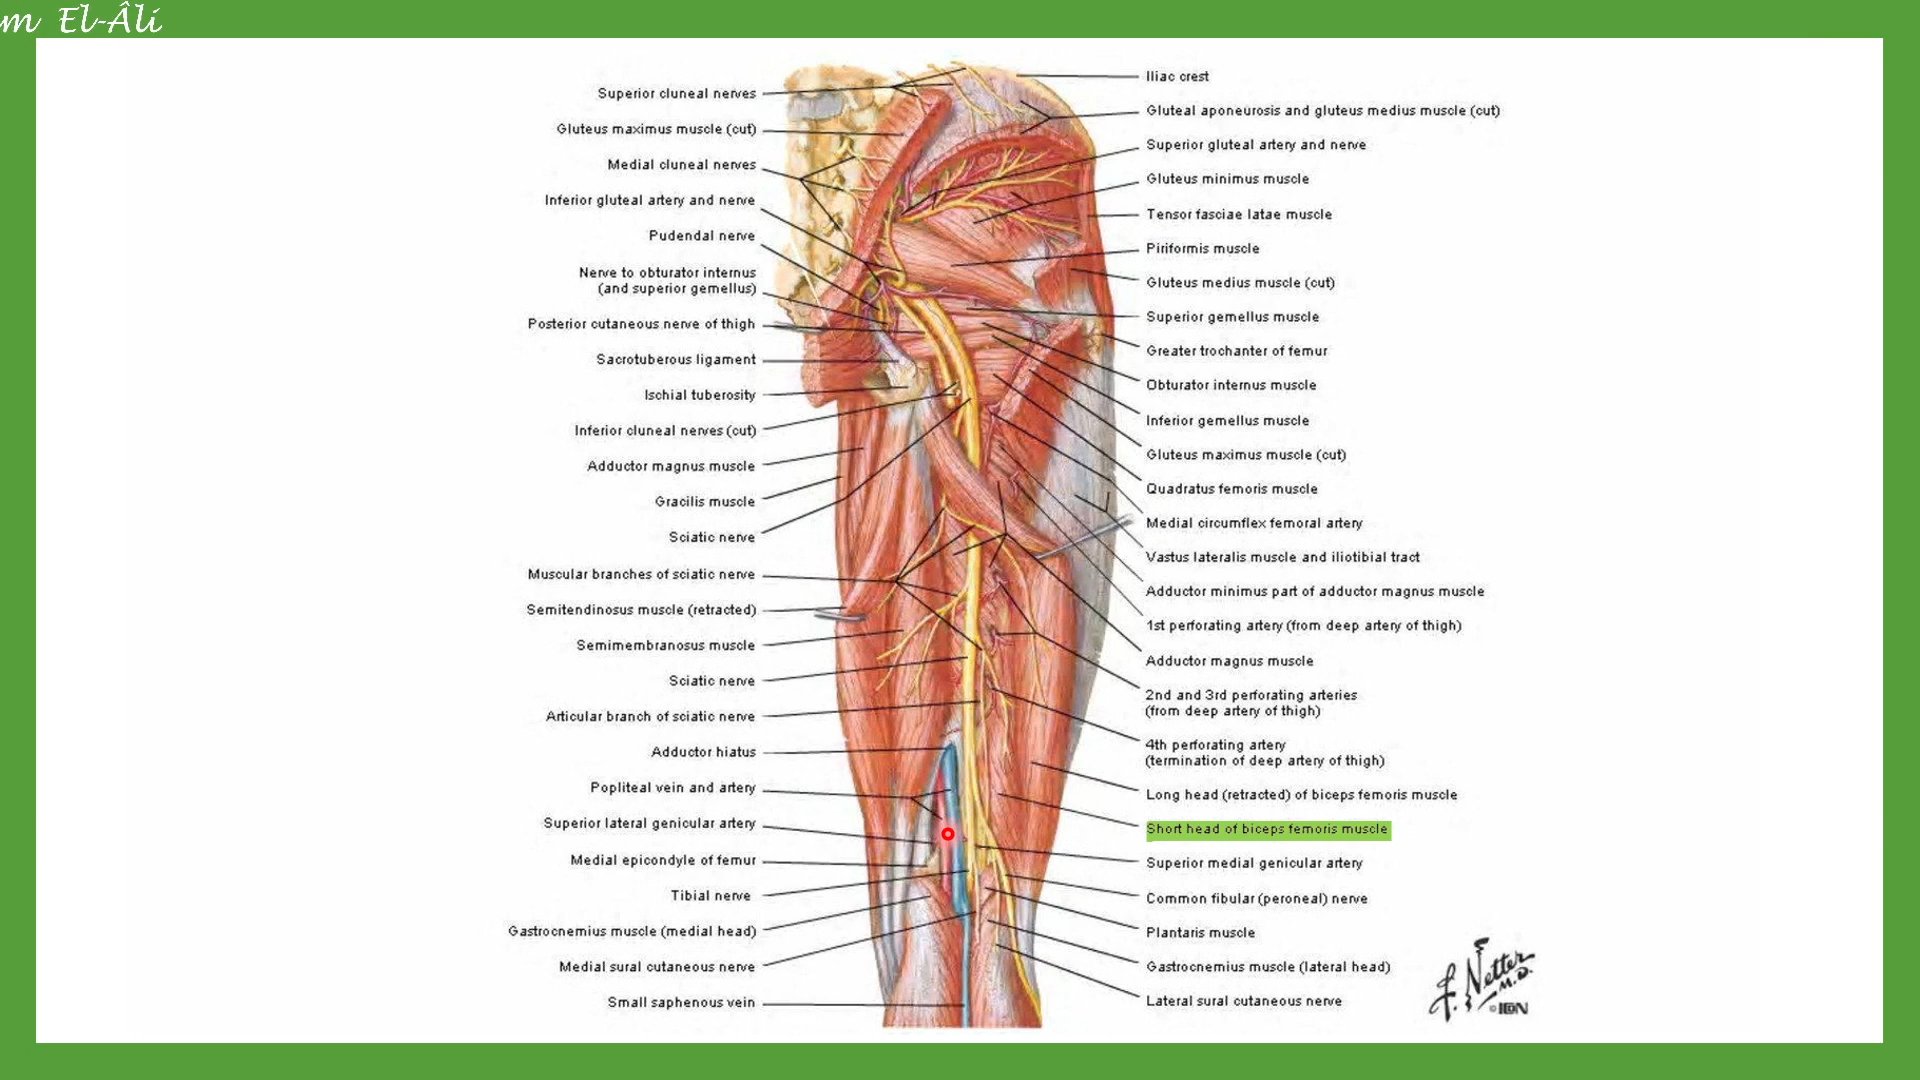 m El-Âli
Superior cluneal nerves
Gluteus maximus muscle (cut)
Medial cluneal nerves
Inferior gluteal artery and nerve
Pudendal nerve
Nerve to obturator internus
(and superior gemellus)
Posterior cutaneous nerve of thigh
Sacrotuberous ligament
Ischial tuberosity
Inferior cluneal nerves (cut)
Adductor magnus muscle
Gracilis muscle
Sciatic nerve
Muscular branches of sciatic nerve
Semitendinosus muscle (retracted)
Semimembranosus muscle
Sciatic nerve
Articular branch of sciatic nerve
Adductor hiatus
Popliteal vein and artery
Superior lateral genicular artery
Medial epicondyle of femur
Tibial nerve
Gastrocnemius muscle (medial head)
Medial sural cutaneous nerve
Small saphenous vein
Iliac crest
Gluteal aponeurosis and gluteus medius muscle (cut)
Superior gluteal artery and nerve
Gluteus minimus muscle
Tensor fasciae latae muscle
Piriformis muscle
Gluteus medius muscle (cut)
Superior gemellus muscle
Greater trochanter of femur
Obturator internus muscle
Inferior gemellus muscle
Gluteus maximus muscle (cut)
Quadratus femoris muscle
Medial circumflex femoral artery
Vastus lateralis muscle and iliotibial tract
Adductor minimus part of adductor magnus muscle
1st perforating artery (from deep artery of thigh)
Adductor magnus muscle
2nd and 3rd perforating arteries
(from deep artery of thigh)
4th perforating artery
(termination of deep artery of thigh)
Long head (retracted) of biceps femoris muscle
Short head of biceps femoris muscle
Superior medial genicular artery
Common fibular (peroneal) nerve
Plantaris muscle
Gastrocnemius muscle (lateral head)
Lateral sural cutaneous nerve
F. Netter
M.D.
© ICON